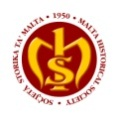 SOĊJETÀ STORIKA TA' MALTA • 1950 • MALTA HISTORICAL SOCIETY •